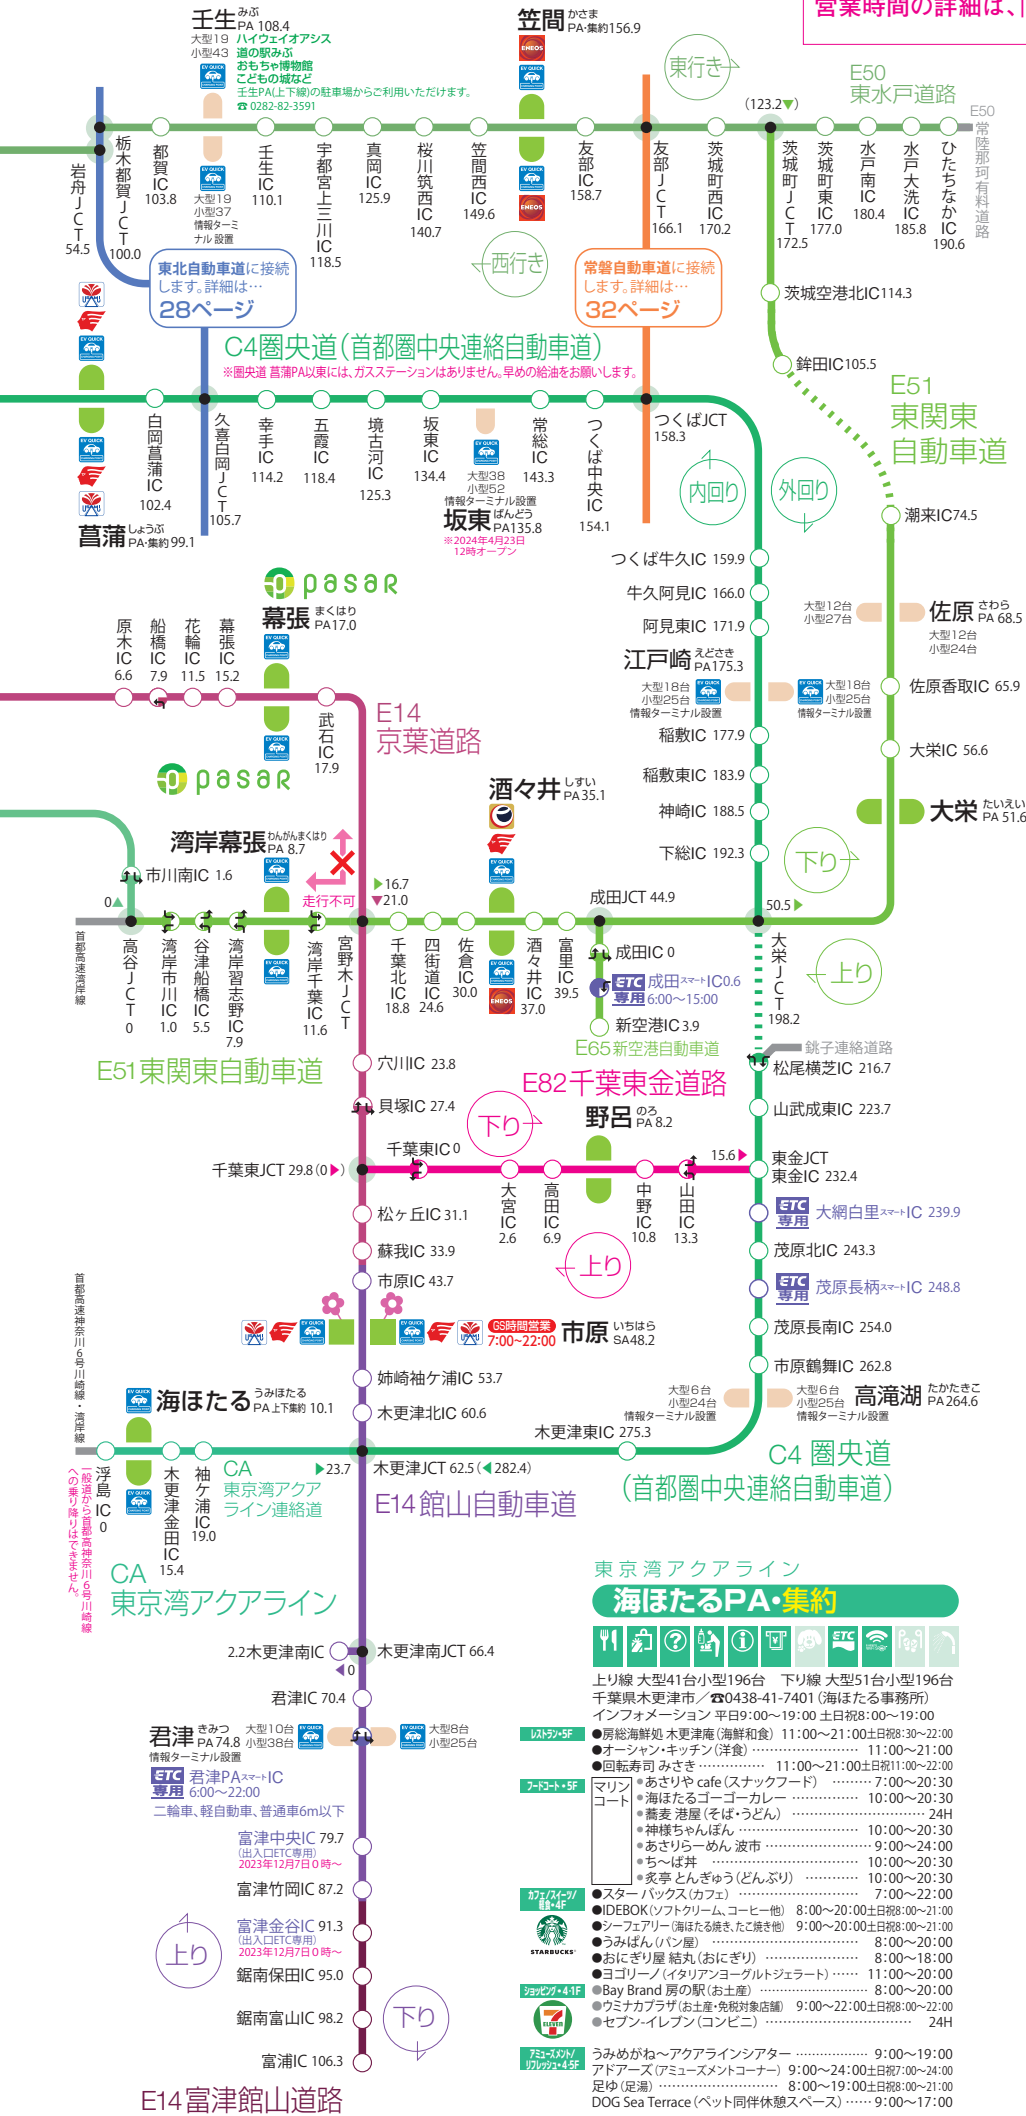 営業時間の詳細は、
壬生 みぶ PA 108.4
大型19
小型43
ハイウェイオアシス
道の駅みぶ
おもちゃ博物館
こどもの城など
壬生PA(上下線)の駐車場からご利用いただけます。
☎ 0282-82-3591
笠間 かさま PA・集約156.9
ENEOS
EV QUICK
東行き
E50
東水戸道路
(123.2▼)
E50
常陸那珂有料道路
岩舟JCT 54.5
栃木都賀JCT 100.0
都賀IC 103.8
EV QUICK
大型19
小型37
情報ターミ
ナル 設置
壬生IC 110.1
宇都宮上三川IC 118.5
真岡IC 125.9
桜川筑西IC 140.7
笠間西IC 149.6
EV QUICK
ENEOS
友部IC 158.7
友部JCT 166.1
茨城町西IC 170.2
茨城町JCT 172.5
茨城町東IC 177.0
水戸南IC 180.4
水戸大洗IC 185.8
ひたちなかIC 190.6
西行き
東北自動車道に接続
します。詳細は…
28ページ
常磐自動車道に接続
します。詳細は…
32ページ
茨城空港北IC 114.3
鉾田IC 105.5
C4圏央道(首都圏中央連絡自動車道)
※圏央道 菖蒲PA以東には、ガスステーションはありません。早めの給油をお願いします。
E51
東関東
自動車道
菖蒲 しょうぶ PA・集約 99.1
白岡菖蒲IC 102.4
久喜白岡JCT 105.7
幸手IC 114.2
五霞IC 118.4
境古河IC 125.3
坂東IC 134.4
EV QUICK
大型38
小型52
情報ターミナル設置
坂東 ばんどう PA135.8
※2024年4月23日
12時オープン
常総IC 143.3
つくば中央IC 154.1
つくばJCT
158.3
内回り
外回り
潮来IC 74.5
つくば牛久IC 159.9
牛久阿見IC 166.0
阿見東IC 171.9
江戸崎 えどさき PA175.3
大型18台
小型25台
情報ターミナル設置
大型18台
小型25台
情報ターミナル設置
稲敷IC 177.9
稲敷東IC 183.9
神崎IC 188.5
下総IC 192.3
大型12台
小型27台
佐原 さわら PA 68.5
大型12台
小型24台
佐原香取IC 65.9
大栄IC 56.6
大栄 たいえい PA 51.6
下り
pasar
幕張 まくはり PA17.0
原木IC 6.6
船橋IC 7.9
花輪IC 11.5
幕張IC 15.2
武石IC 17.9
E14
京葉道路
pasar
湾岸幕張 わんがんまくはり PA 8.7
走行不可
▶16.7
▼21.0
酒々井 しすい PA35.1
市川南IC 1.6
0▲
首都高速湾岸線
高谷JCT 0
湾岸市川IC 1.0
谷津船橋IC 5.5
湾岸習志野IC 7.9
湾岸千葉IC 11.6
宮野木JCT
千葉北IC 18.8
四街道IC 24.6
佐倉IC 30.0
ENEOS
酒々井IC 37.0
富里IC 39.5
成田JCT 44.9
成田IC 0
ETC専用 成田スマートIC0.6
6:00～15:00
新空港IC 3.9
E65新空港自動車道
50.5▶
大栄JCT 198.2
上り
銚子連絡道路
松尾横芝IC 216.7
山武成東IC 223.7
E51東関東自動車道
E82千葉東金道路
穴川IC 23.8
貝塚IC 27.4
下り
野呂 のろ PA 8.2
千葉東JCT 29.8(0▶)
千葉東IC 0
大宮IC 2.6
高田IC 6.9
中野IC 10.8
山田IC 13.3
15.6▶
東金JCT
東金IC 232.4
上り
ETC専用 大網白里スマートIC 239.9
茂原北IC 243.3
ETC専用 茂原長柄スマートIC 248.8
茂原長南IC 254.0
市原鶴舞IC 262.8
松ヶ丘IC 31.1
蘇我IC 33.9
市原IC 43.7
GS時間営業
7:00～22:00
市原 いちはら SA48.2
姉崎袖ケ浦IC 53.7
木更津北IC 60.6
大型6台
小型24台
情報ターミナル設置
大型6台
小型25台
情報ターミナル設置
高滝湖 たかたきこ PA264.6
木更津東IC 275.3
首都高速神奈川6号川崎線・湾岸線
海ほたる うみほたる PA 上下集約 10.1
浮島IC 0
一般道から首都高神奈川6号川崎線
への乗り降りはできません。
木更津金田IC 15.4
袖ケ浦IC 19.0
CA
東京湾アクア
ライン連絡道
▶23.7
木更津JCT 62.5(◀282.4)
C4 圏央道
(首都圏中央連絡自動車道)
E14館山自動車道
CA
東京湾アクアライン
2.2木更津南IC
◀0
木更津南JCT 66.4
君津IC 70.4
君津 きみつ PA 74.8
大型10台
小型38台
情報ターミナル設置
大型8台
小型25台
ETC専用 君津PAスマートIC
6:00～22:00
二輪車、軽自動車、普通車6m以下
富津中央IC 79.7
(出入口ETC専用)
2023年12月7日0時～
富津竹岡IC 87.2
富津金谷IC 91.3
(出入口ETC専用)
2023年12月7日0時～
鋸南保田IC 95.0
鋸南富山IC 98.2
富浦IC 106.3
上り
下り
E14富津館山道路
東京湾アクアライン
海ほたるPA・集約
上り線 大型41台小型196台 下り線 大型51台小型196台
千葉県木更津市/☎0438-41-7401(海ほたる事務所)
インフォメーション 平日9:00～19:00 土日祝8:00～19:00
レストラン・5F
●房総海鮮処 木更津庵(海鮮和食) 11:00～21:00土日祝8:30～22:00
●オーシャン・キッチン(洋食) 11:00～21:00
●回転寿司 みさき 11:00～21:00土日祝11:00～22:00
フードコート・5F
マリンコート
●あさりや cafe(スナックフード) 7:00～20:30
●海ほたるゴーゴーカレー 10:00～20:30
●蕎麦 港屋(そば・うどん) 24H
●神様ちゃんぽん 10:00～20:30
●あさりらーめん 波市 9:00～24:00
●ち～ば丼 10:00～20:30
●炙亭 とんぎゅう(どんぶり) 10:00～20:30
カフェ/スイーツ/軽食・4F
STARBUCKS
●スター バックス(カフェ) 7:00～22:00
●IDEBOK(ソフトクリーム、コーヒー他) 8:00～20:00土日祝8:00～21:00
●シーフェアリー(海ほたる焼き、たこ焼き他) 9:00～20:00土日祝8:00～21:00
●うみぱん(パン屋) 8:00～20:00
●おにぎり屋 結丸(おにぎり) 8:00～18:00
●ヨゴリーノ(イタリアンヨーグルトジェラート) 11:00～20:00
ショッピング・4・1F
●Bay Brand 房の駅(お土産) 8:00～20:00
●ウミナカプラザ(お土産・免税対象店舗) 9:00～22:00土日祝8:00～22:00
●セブン-イレブン(コンビニ) 24H
アミューズメント/リフレッシュ・4・5F
うみめがね～アクアラインシアター 9:00～19:00
アドアーズ(アミューズメントコーナー) 9:00～24:00土日祝7:00～24:00
足ゆ(足湯) 8:00～19:00土日祝8:00～21:00
DOG Sea Terrace(ペット同伴休憩スペース) 9:00～17:00